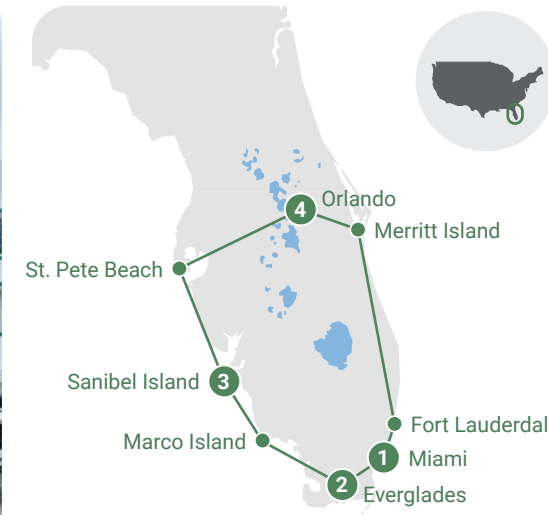 Orlando
4
Merritt Island
St. Pete Beach
Sanibel Island
3
Marco Island
Fort Lauderdal
1
Miami
2
Everglades